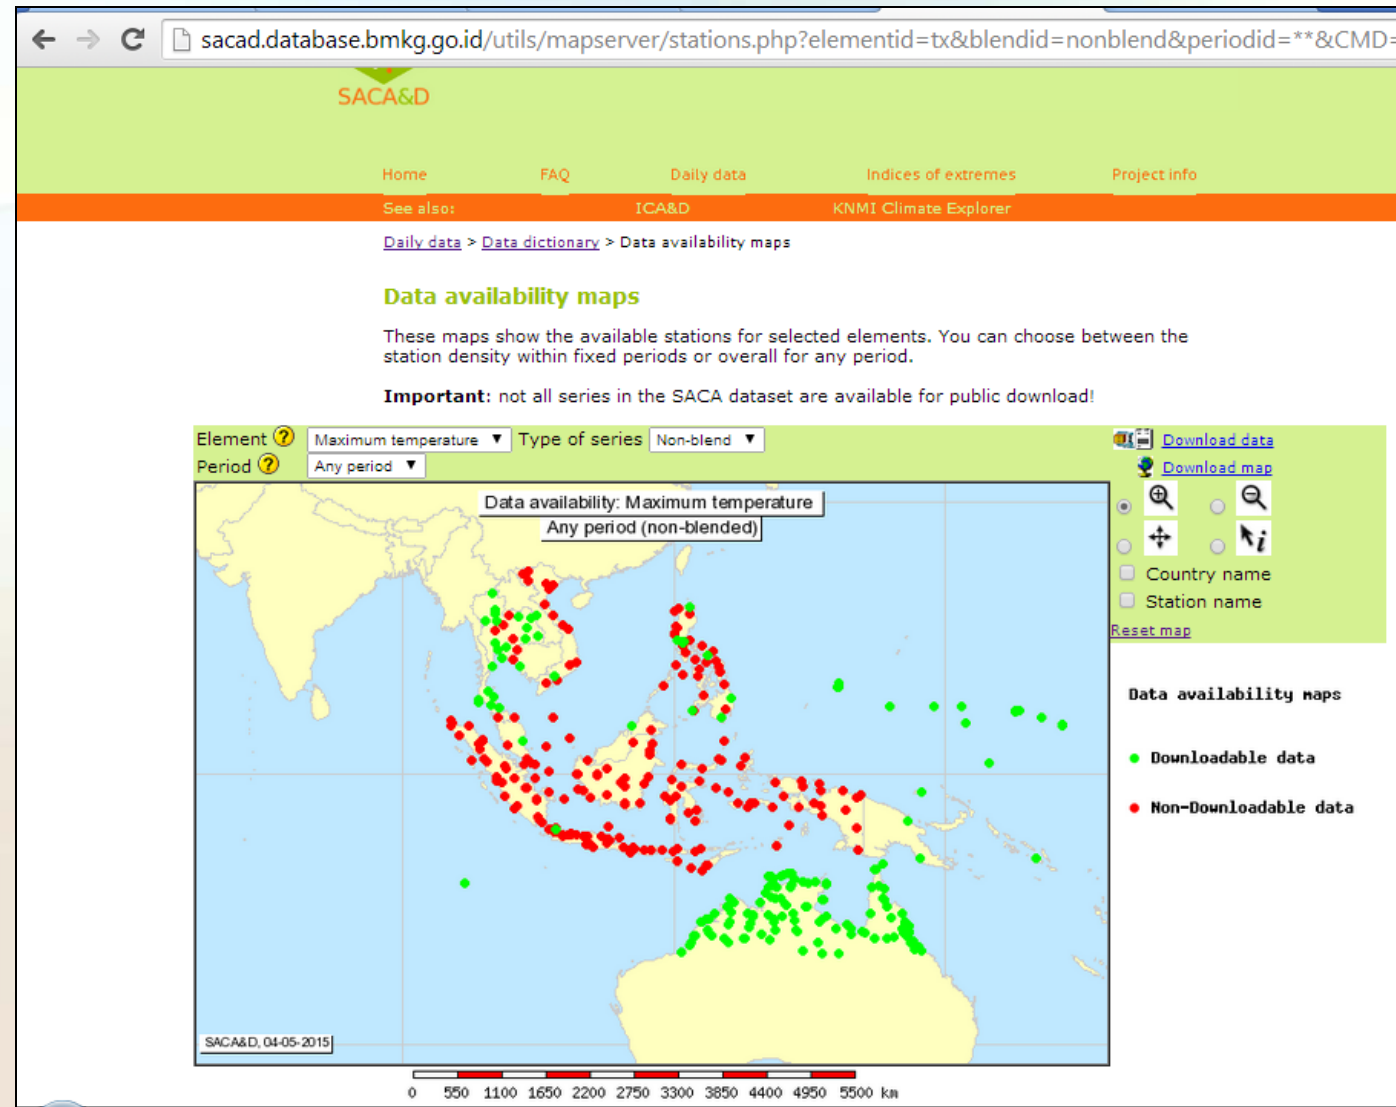 sacad.database.bmkg.go.id/utils/mapserver/stations.php?elementid=tx&blendid=nonblend&periodid=**&CMD=
SACA&D
Home FAQ Daily data Indices of extremes Project info
See also: ICA&D KNMI Climate Explorer
Daily data > Data dictionary > Data availability maps
Data availability maps
These maps show the available stations for selected elements. You can choose between the
station density within fixed periods or overall for any period.
Important: not all series in the SACA dataset are available for public download!
Element ? Maximum temperature Type of series Non-blend
Download data
Period ? Any period
Download map
Data availability: Maximum temperature
Any period (non-blended)
i
Country name
Station name
Reset map
Data availability maps
Downloadable data
Non-Downloadable data
SACA&D, 04-05-2015
0 550 1100 1650 2200 2750 3300 3850 4400 4950 5500 km